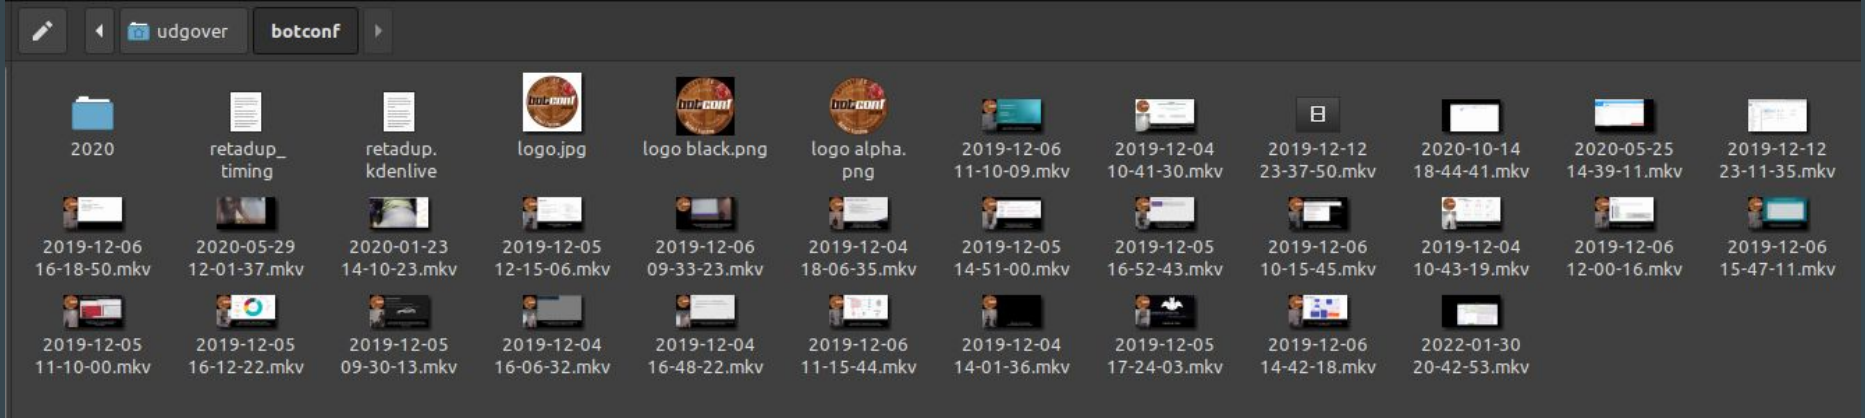 udgover botconf
2020 retadup_ retadup. logo.jpg logo black.png logo alpha. 2019-12-06 2019-12-04 2019-12-12 2020-10-14 2020-05-25 2019-12-12
timing kdenlive png 11-10-09.mkv 10-41-30.mkv 23-37-50.mkv 18-44-41.mkv 14-39-11.mkv 23-11-35.mkv
2019-12-06 2020-05-29 2020-01-23 2019-12-05 2019-12-06 2019-12-04 2019-12-05 2019-12-05 2019-12-06 2019-12-04 2019-12-06 2019-12-06
16-18-50.mkv 12-01-37.mkv 14-10-23.mkv 12-15-06.mkv 09-33-23.mkv 18-06-35.mkv 14-51-00.mkv 16-52-43.mkv 10-15-45.mkv 10-43-19.mkv 12-00-16.mkv 15-47-11.mkv
2019-12-05 2019-12-05 2019-12-05 2019-12-04 2019-12-04 2019-12-06 2019-12-04 2019-12-05 2019-12-06 2022-01-30
11-10-00.mkv 16-12-22.mkv 09-30-13.mkv 16-06-32.mkv 16-48-22.mkv 11-15-44.mkv 14-01-36.mkv 17-24-03.mkv 14-42-18.mkv 20-42-53.mkv